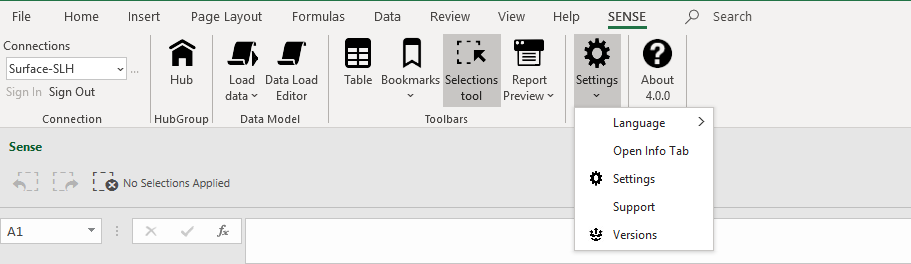 File Home Insert Page Layout Formulas Data Review View Help SENSE Search
Connections
Surface-SLH ...
Sign In Sign Out
Connection
Hub
HubGroup
Load data
Data Load Editor
Data Model
Table
Bookmarks
Selections tool
Report Preview
Toolbars
Settings
About 4.0.0
Language
Open Info Tab
Settings
Support
Versions
Sense
No Selections Applied
A1 fx